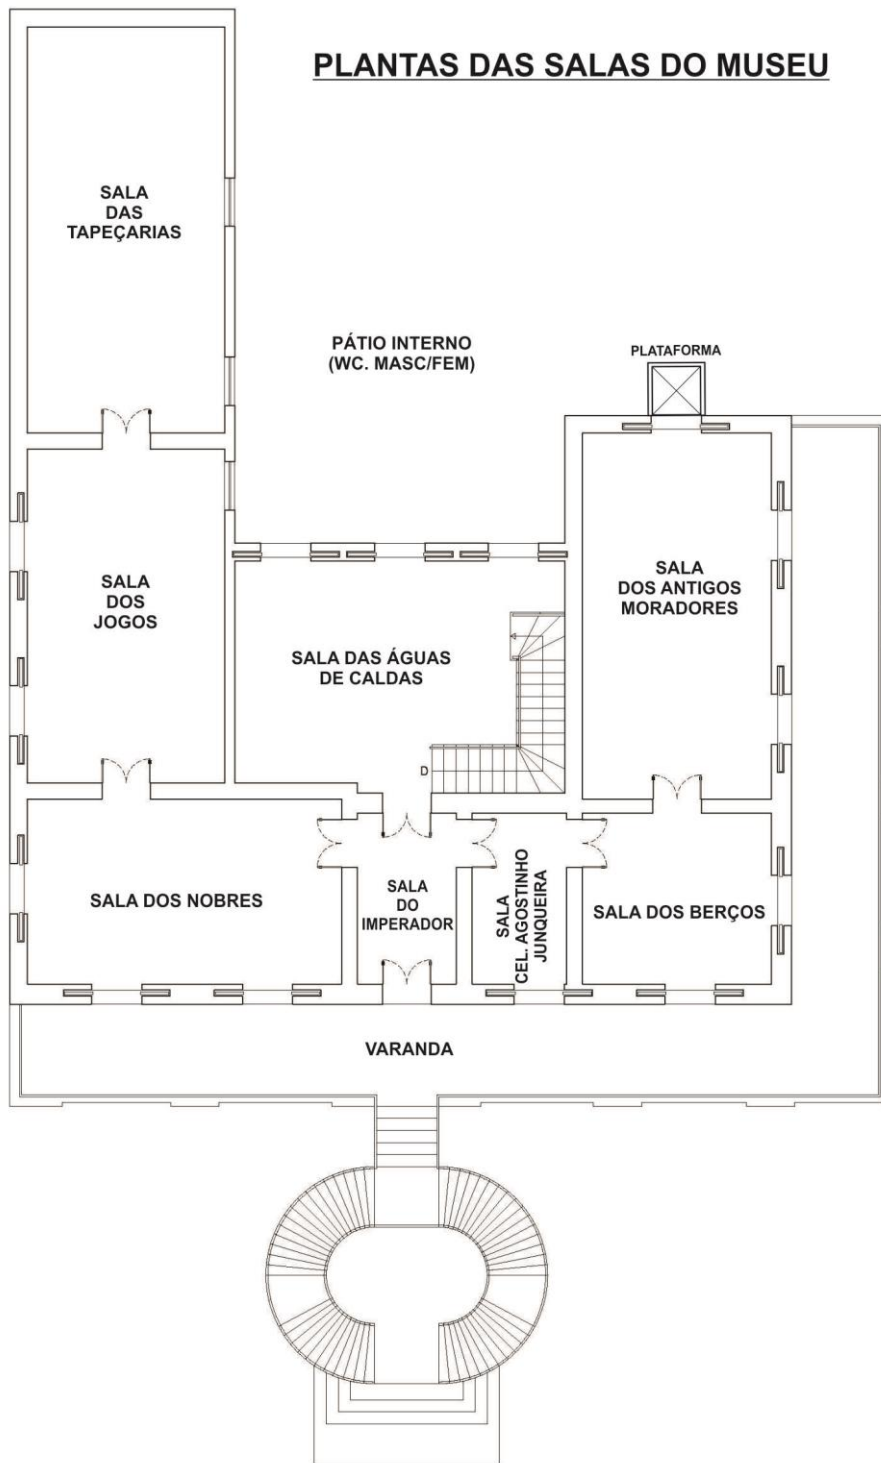 PLANTAS DAS SALAS DO MUSEU
SALA
DAS
TAPEÇARIAS
PÁTIO INTERNO
(WC. MASC/FEM)
PLATAFORMA
SALA
DOS
JOGOS
SALA DAS ÁGUAS
DE CALDAS
SALA
DOS ANTIGOS
MORADORES
D
SALA DOS NOBRES
SALA
DO
IMPERADOR
SALA
CEL. AGOSTINHO
JUNQUEIRA
SALA DOS BERÇOS
VARANDA